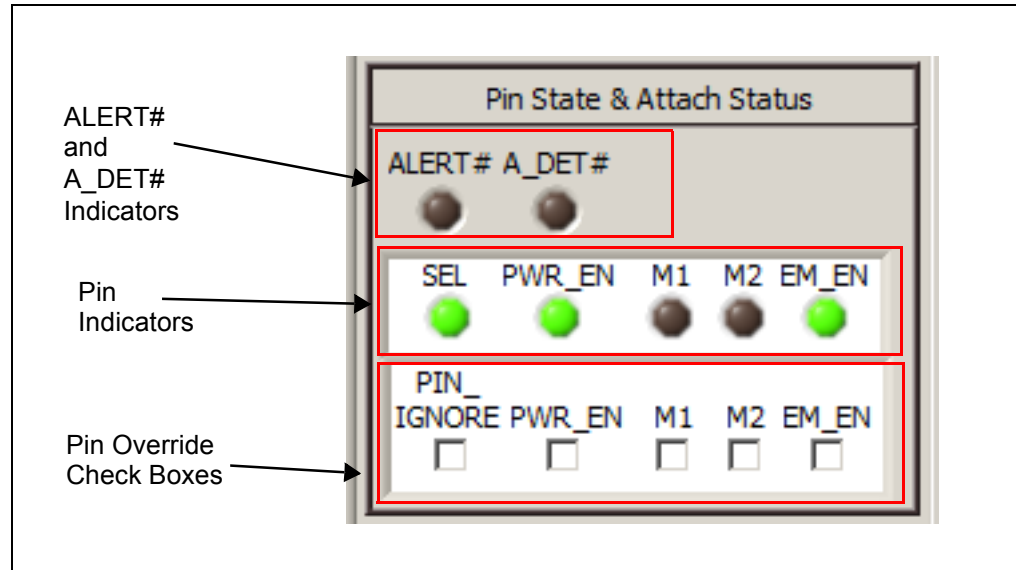 Pin State & Attach Status
ALERT#
and
A_DET#
Indicators
ALERT# A_DET#
Pin
Indicators
SEL PWR_EN M1 M2 EM_EN
Pin Override
Check Boxes
PIN_
IGNORE PWR_EN M1 M2 EM_EN